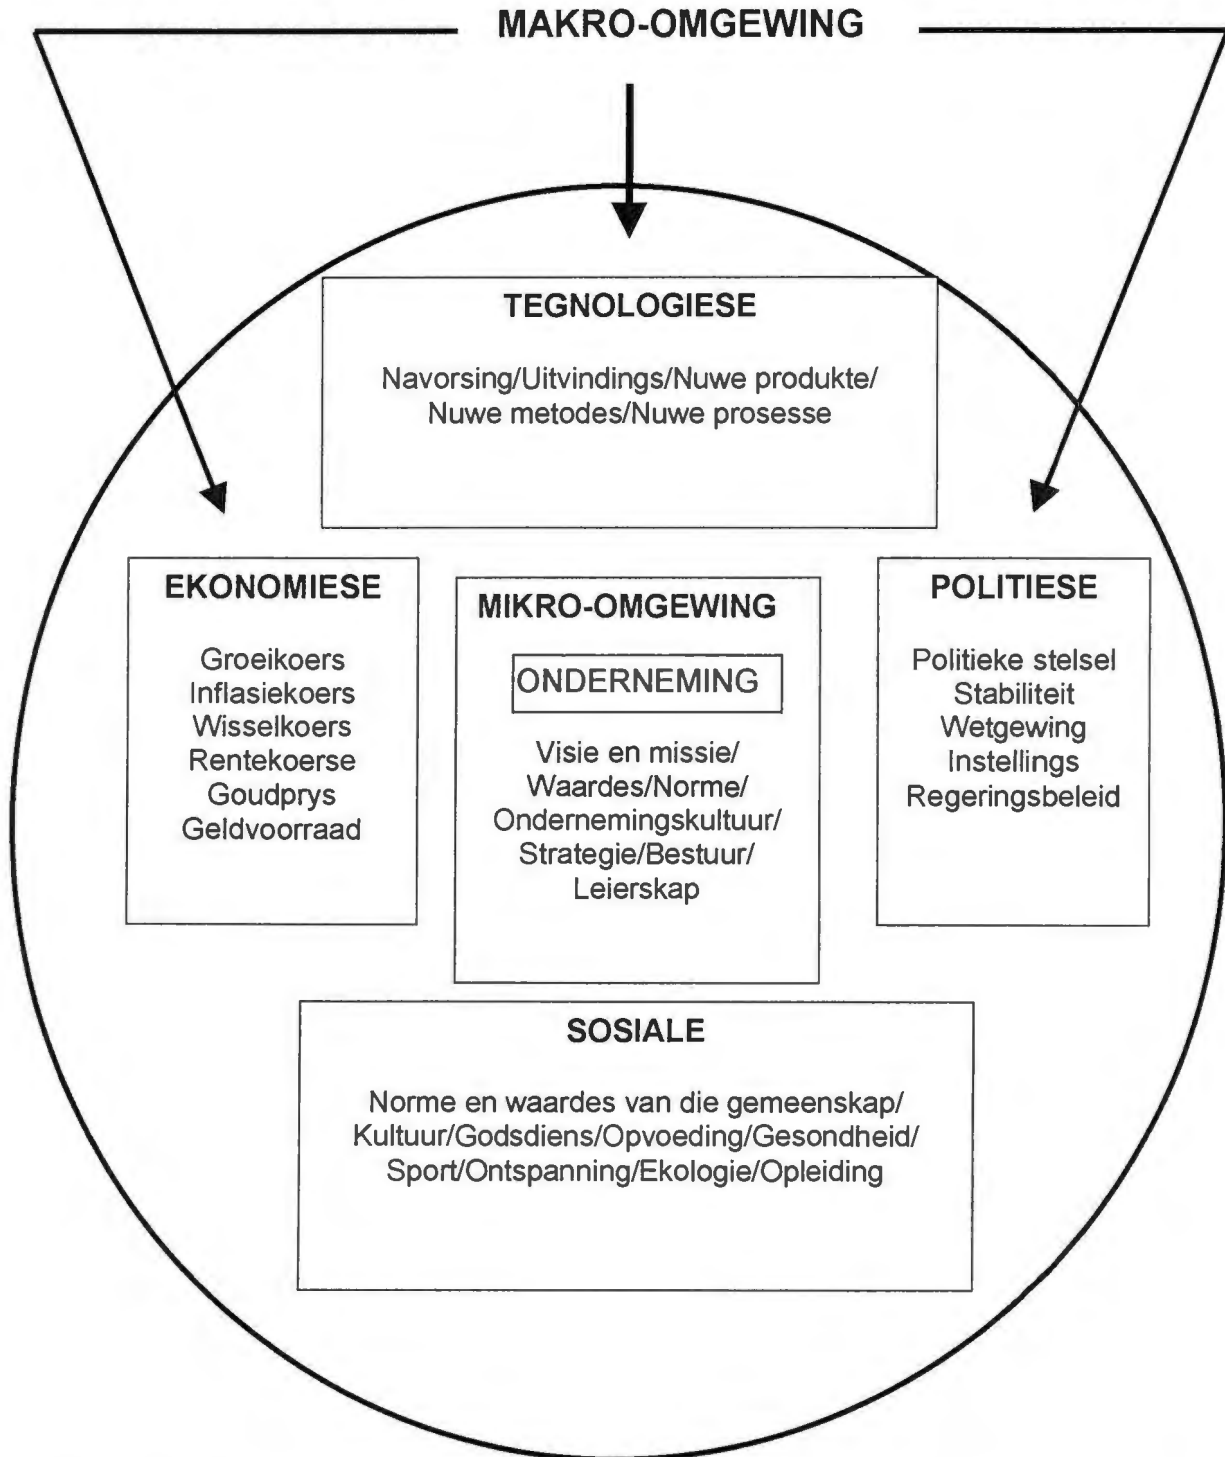 MAKRO-OMGEWING
TEGNOLOGIESE
Navorsing/Uitvindings/Nuwe produkte/
Nuwe metodes/Nuwe prosesse
EKONOMIESE
Groeikoers
Inflasiekoers
Wisselkoers
Rentekoerse
Goudprys
Geldvoorraad
MIKRO-OMGEWING
ONDERNEMING
Visie en missie/
Waardes/Norme/
Ondernemingskultuur/
Strategie/Bestuur/
Leierskap
POLITIESE
Politieke stelsel
Stabiliteit
Wetgewing
Instellings
Regeringsbeleid
SOSIALE
Norme en waardes van die gemeenskap/
Kultuur/Godsdiens/Opvoeding/Gesondheid/
Sport/Ontspanning/Ekologie/Opleiding